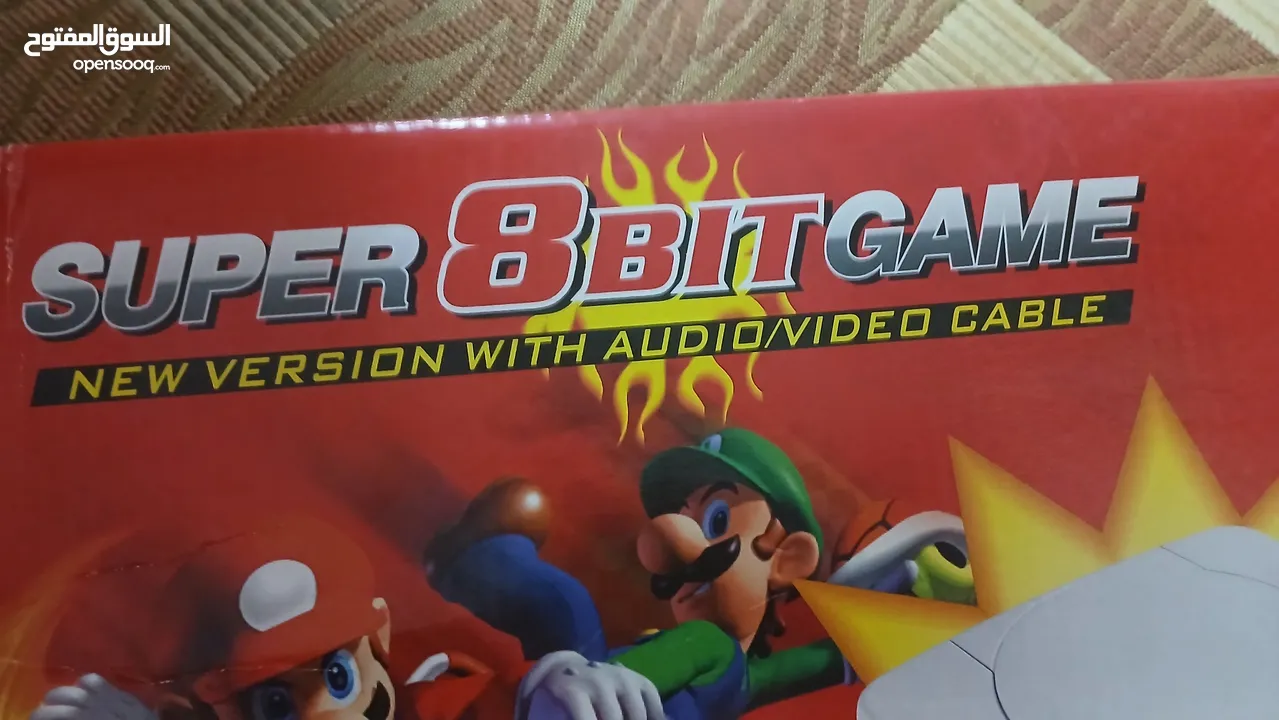 السوق المفتوح
opensooq.com
SUPER 8BIT GAME
NEW VERSION WITH AUDIO/VIDEO CABLE